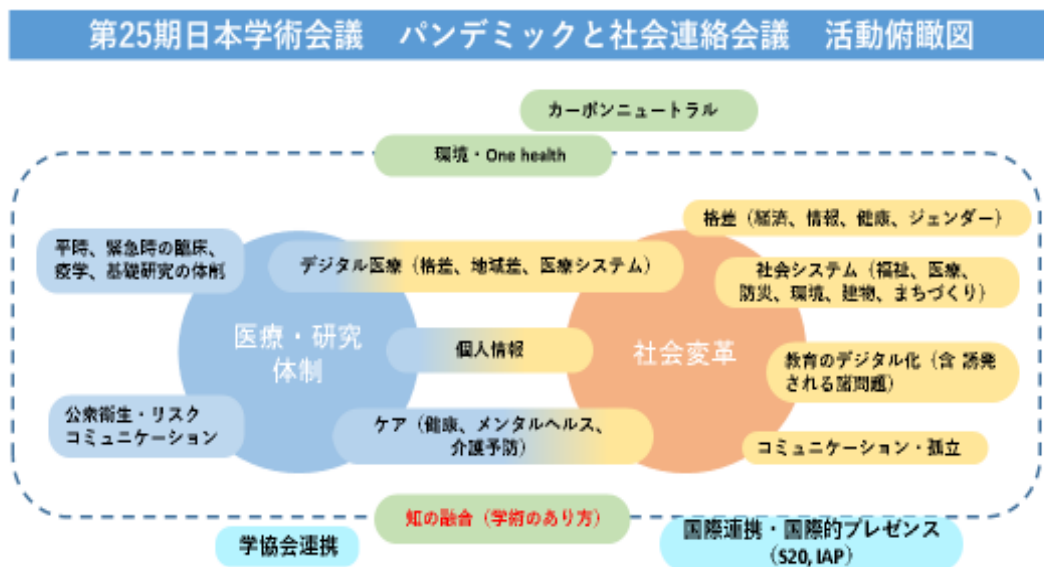 第25期日本学術会議　パンデミックと社会連絡会議　活動俯瞰図
カーボンニュートラル
環境・One health
格差（経済、情報、健康、ジェンダー）
平時、緊急時の臨床、
疫学、基礎研究の体制
デジタル医療（格差、地域差、医療システム）
社会システム（福祉、医療、
防災、環境、建物、まちづくり）
医療・研究
体制
個人情報
社会変革
教育のデジタル化（含 誘発
される諸問題）
公衆衛生・リスク
コミュニケーション
ケア（健康、メンタルヘルス、
介護予防）
コミュニケーション・孤立
知の融合（学術のあり方）
学協会連携
国際連携・国際的プレゼンス
（S20, IAP）